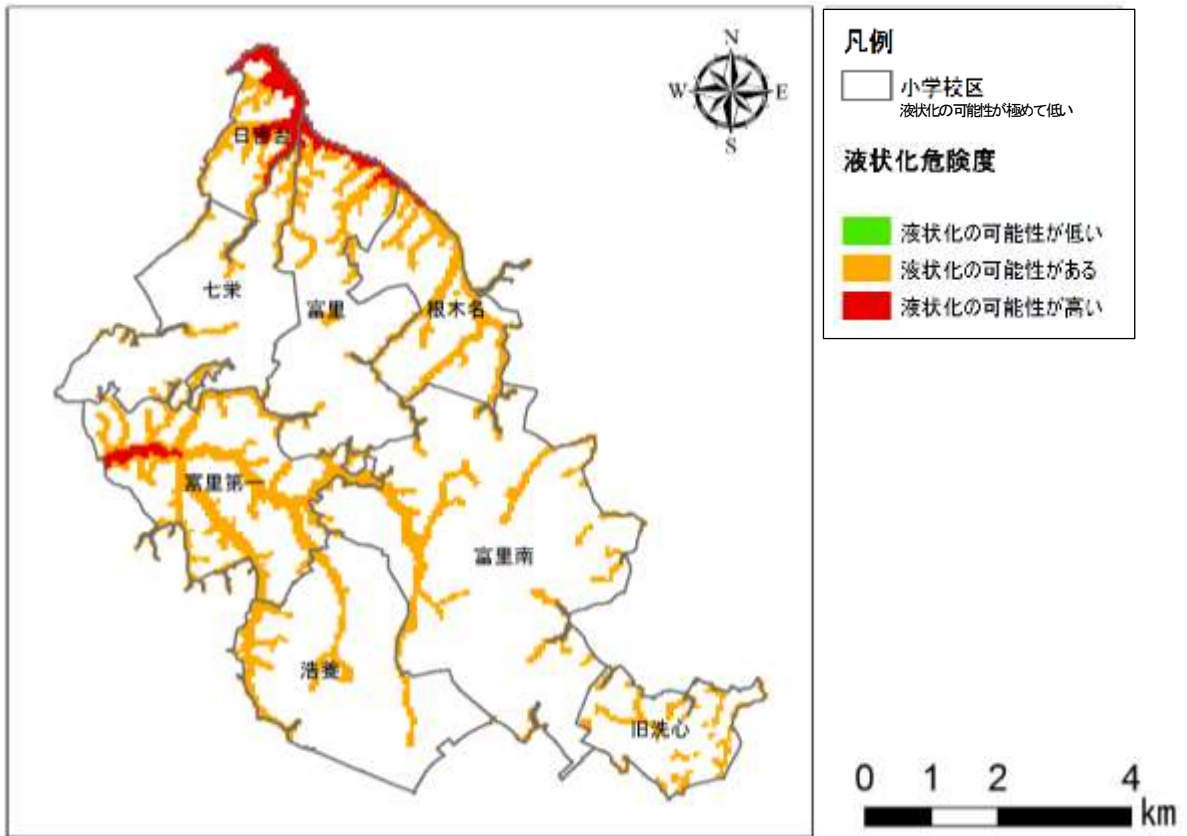 N
W E
S
日吉台
七栄
富里
根木名
富里第一
富里南
浩養
旧洗心
凡例
小学校区
液状化の可能性が極めて低い
液状化危険度
液状化の可能性が低い
液状化の可能性がある
液状化の可能性が高い
0 1 2 4
km